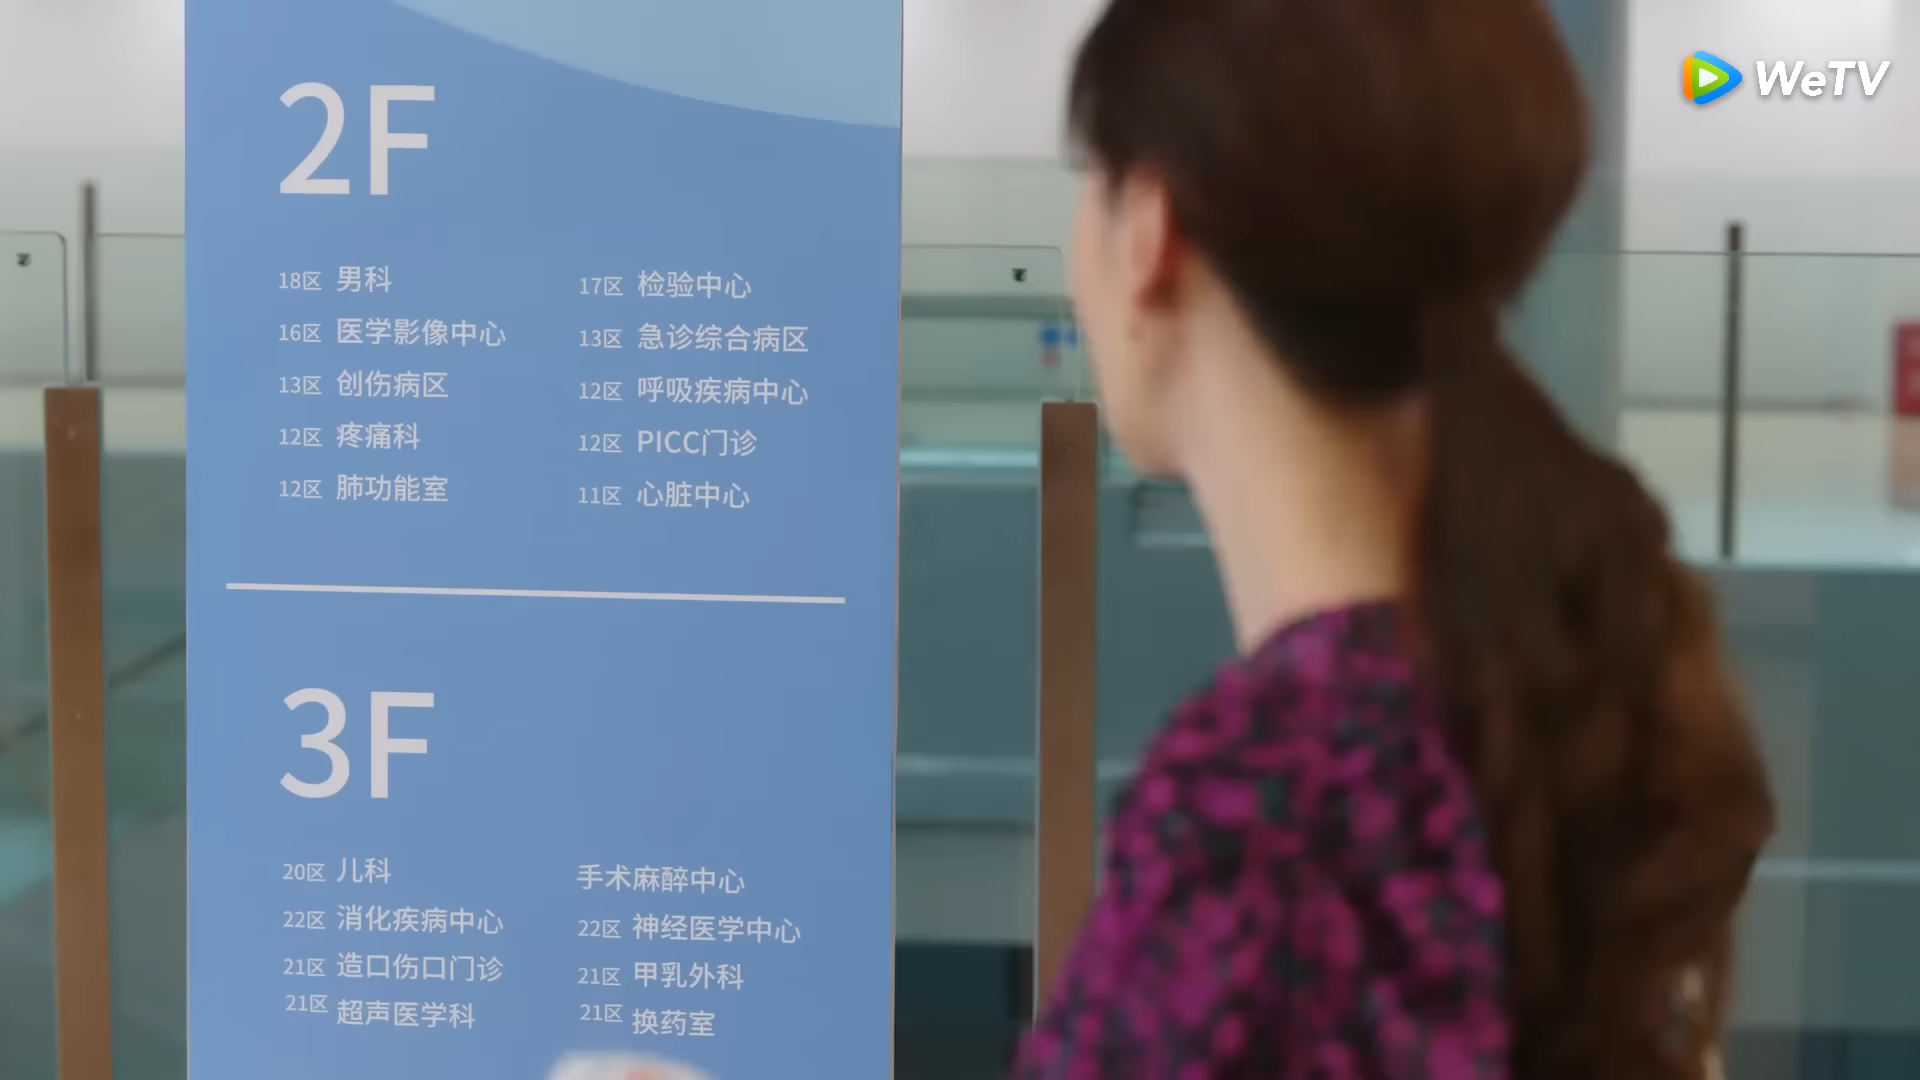 WeTV
2F
18区 男科
17区 检验中心
16区 医学影像中心
13区 急诊综合病区
13区 创伤病区
12区 呼吸疾病中心
12区 疼痛科
12区 PICC门诊
12区 肺功能室
11区 心脏中心
3F
20区 儿科
手术麻醉中心
22区 消化疾病中心
22区 神经医学中心
21区 造口伤口门诊
21区 甲乳外科
21区 超声医学科
21区 换药室